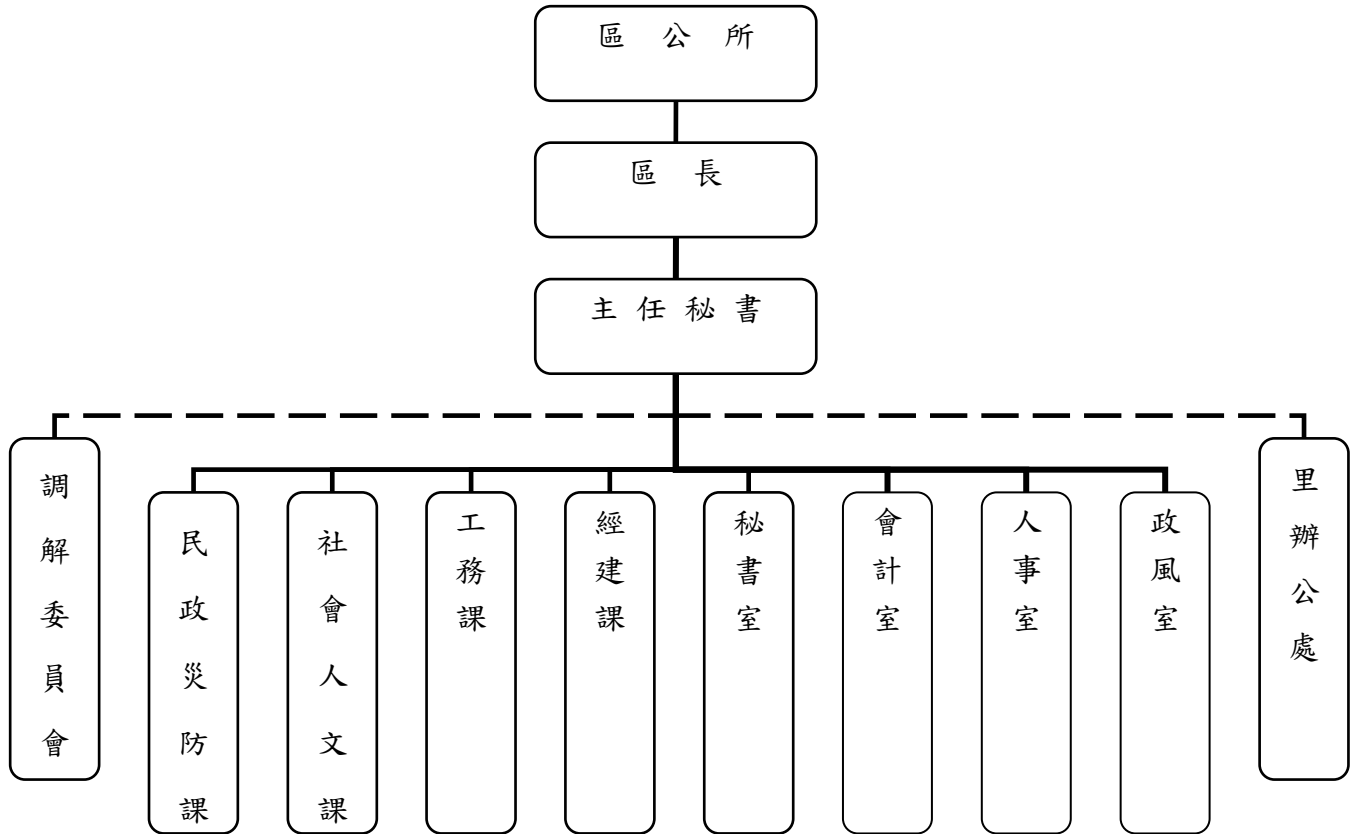 區公所
區長
主任秘書
調解委員會
民政災防課
社會人文課
工務課
經建課
秘書室
會計室
人事室
政風室
里辦公處